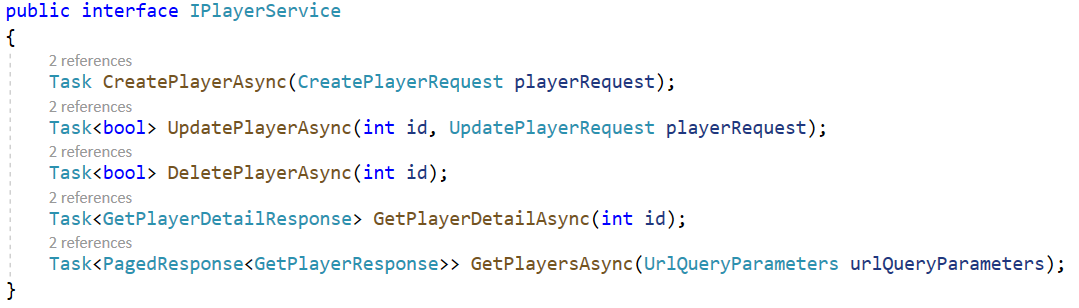 public interface IPlayerService
{
2 references
Task CreatePlayerAsync(CreatePlayerRequest playerRequest);
2 references
Task<bool> UpdatePlayerAsync(int id, UpdatePlayerRequest playerRequest);
2 references
Task<bool> DeletePlayerAsync(int id);
2 references
Task<GetPlayerDetailResponse> GetPlayerDetailAsync(int id);
2 references
Task<PagedResponse<GetPlayerResponse>> GetPlayersAsync(UrlQueryParameters urlQueryParameters);
}